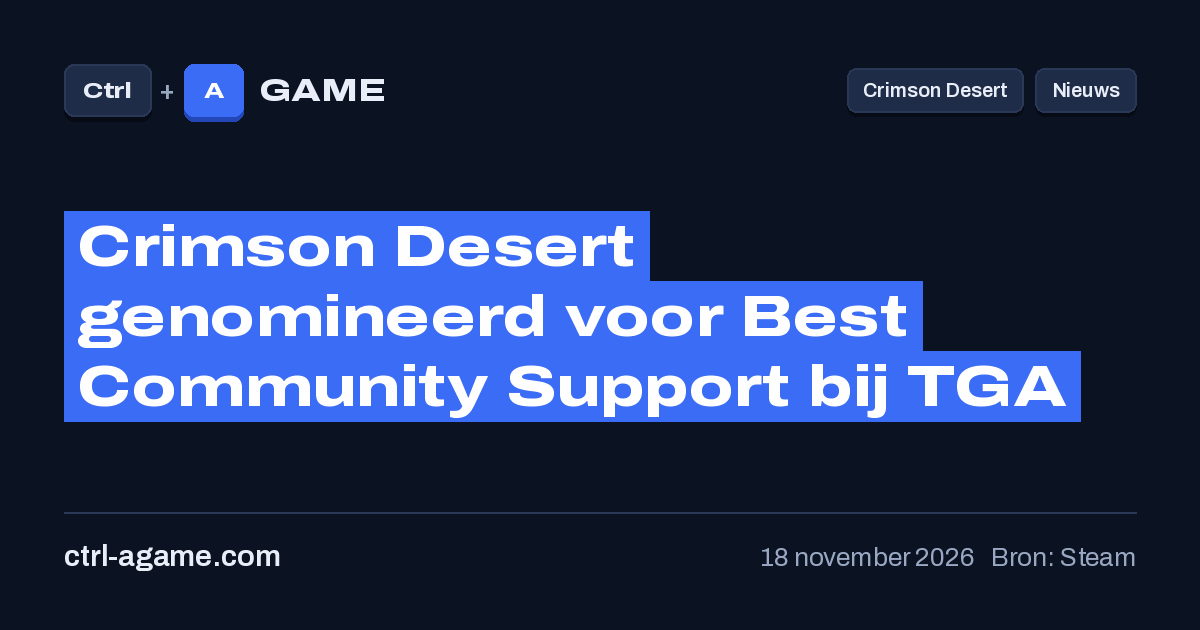 Ctrl + A GAME
Crimson Desert Nieuws
Crimson Desert
genomineerd voor Best
Community Support bij TGA
ctrl-agame.com
18 november 2026 Bron: Steam